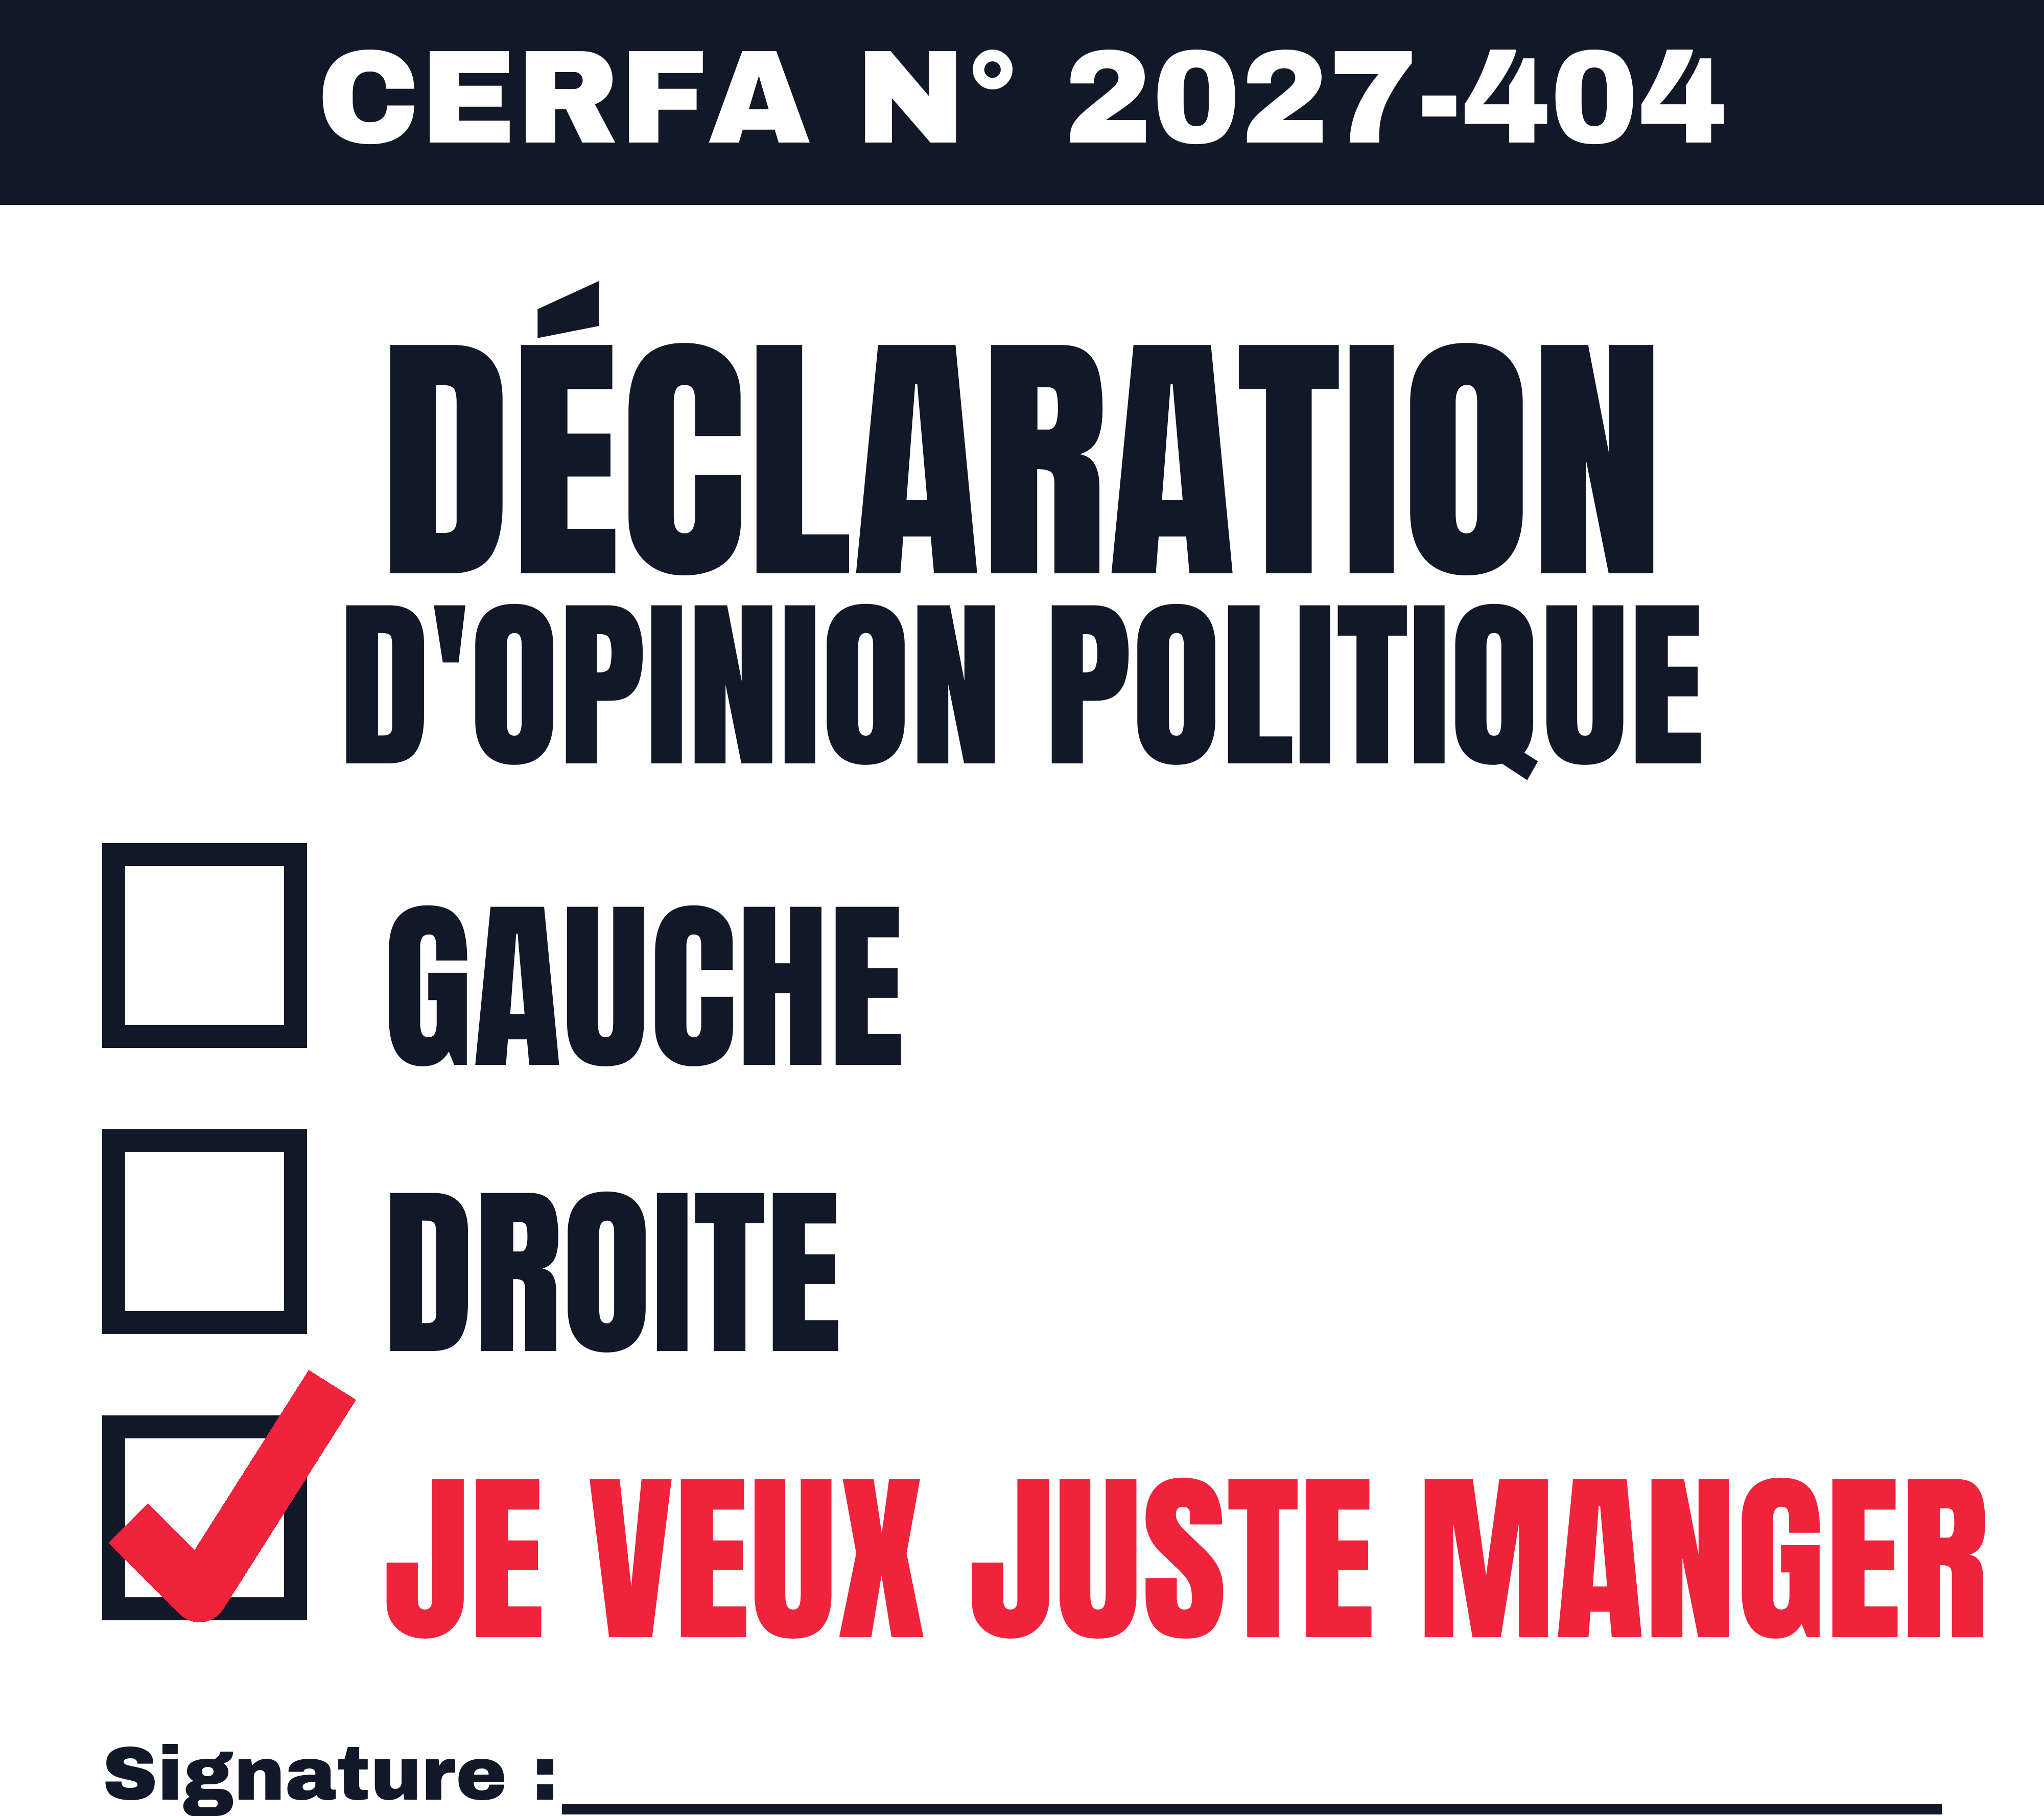 CERFA N° 2027-404
DÉCLARATION
D'OPINION POLITIQUE
GAUCHE
DROITE
JE VEUX JUSTE MANGER
Signature :